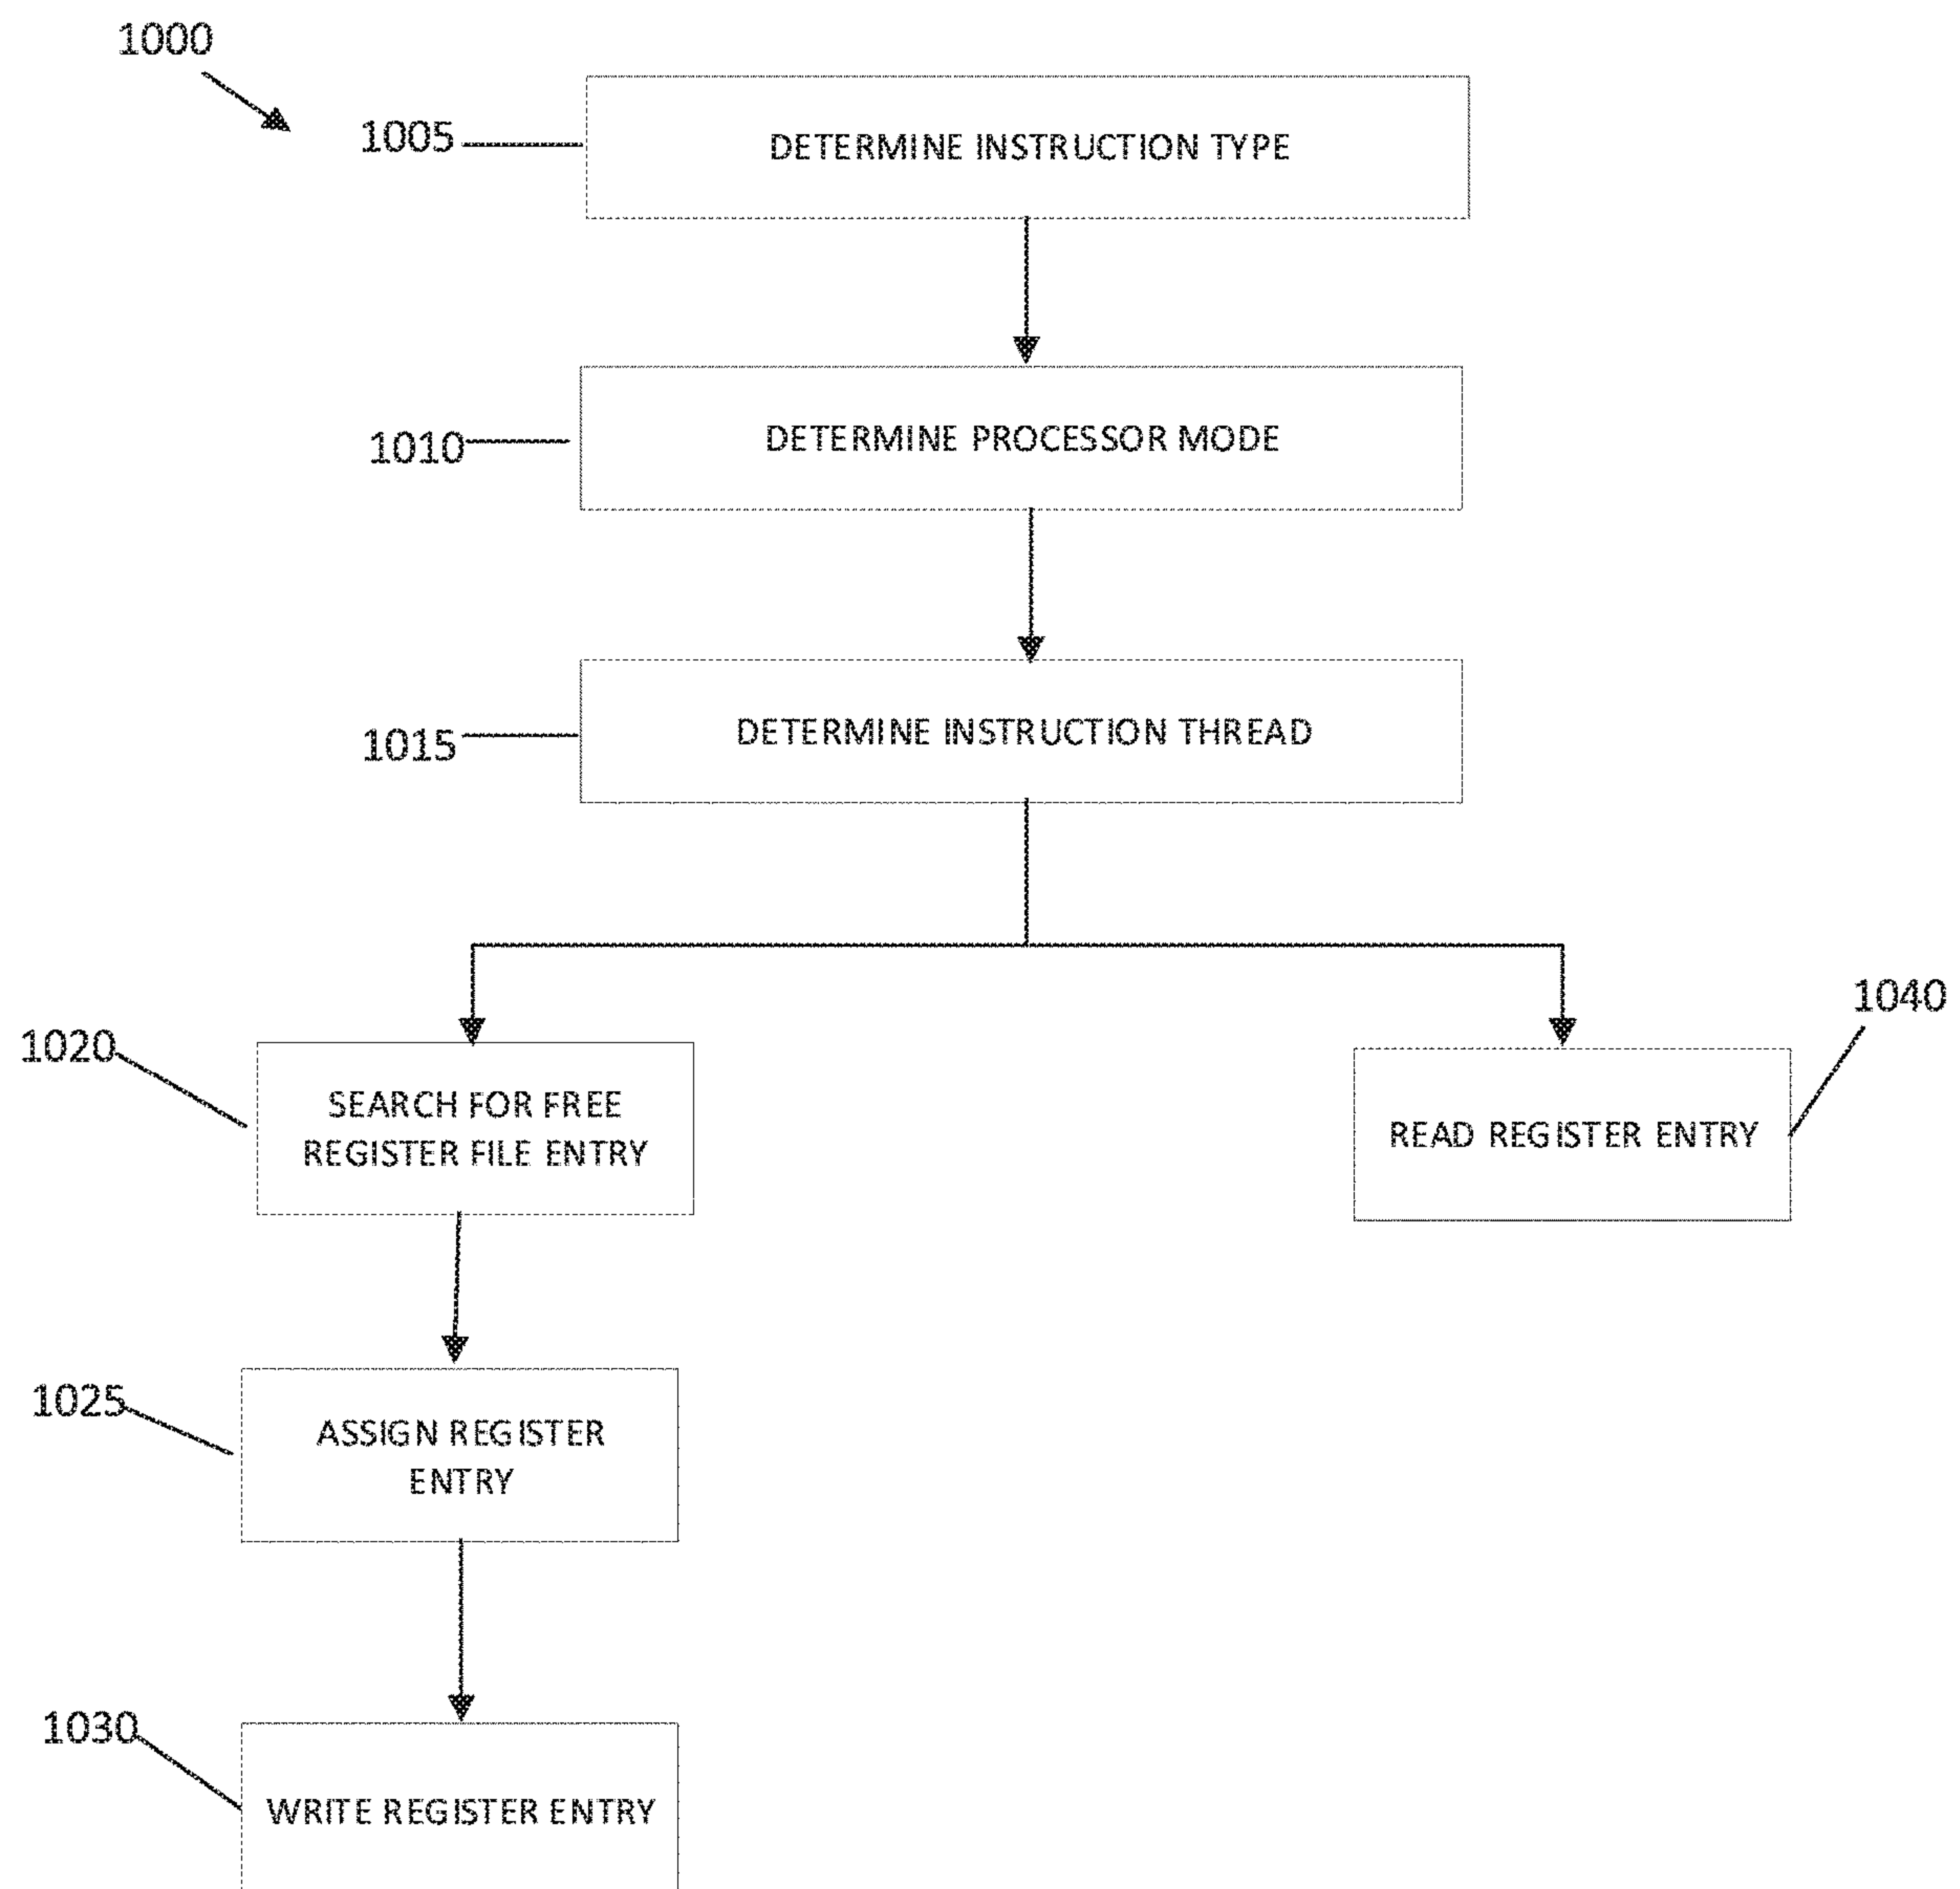 1000
1005
DETERMINE INSTRUCTION TYPE
1010
DETERMINE PROCESSOR MODE
1015
DETERMINE INSTRUCTION THREAD
1020
SEARCH FOR FREE
REGISTER FILE ENTRY
1040
READ REGISTER ENTRY
1025
ASSIGN REGISTER
ENTRY
1030
WRITE REGISTER ENTRY